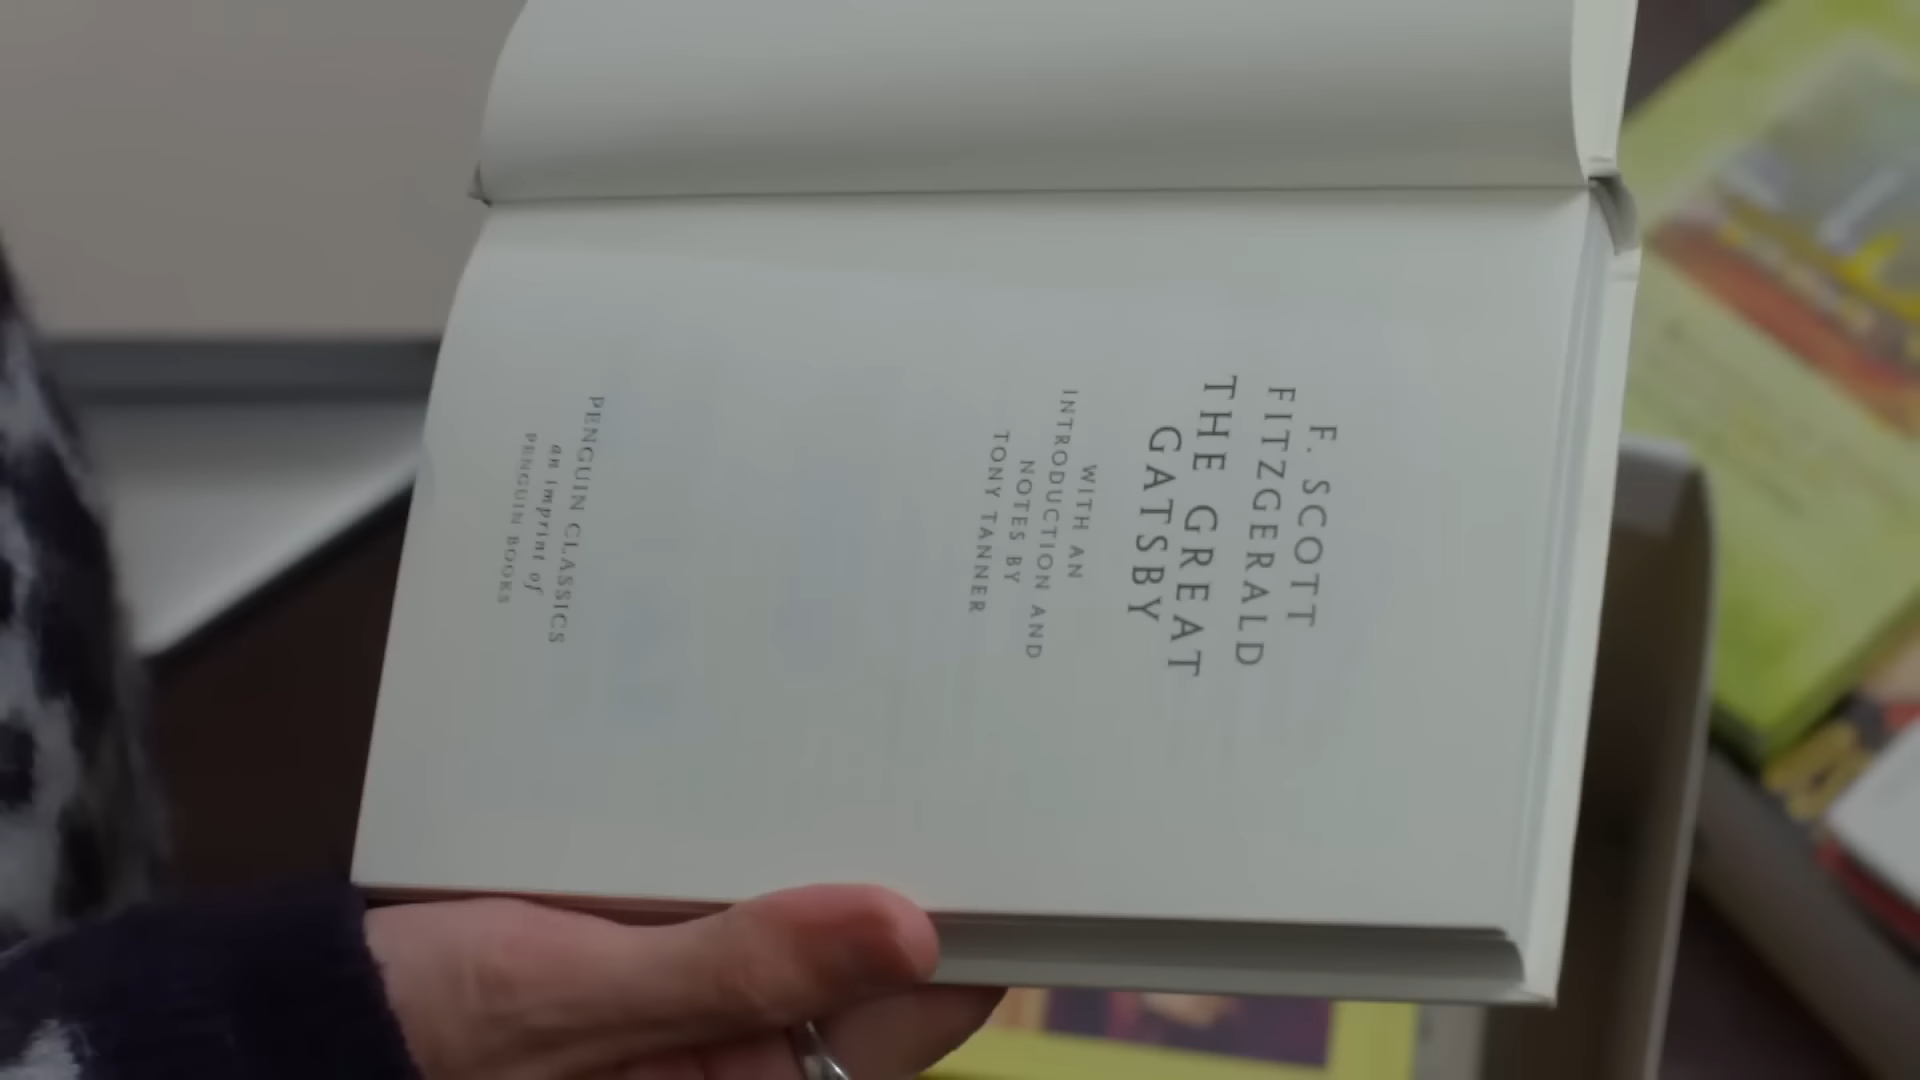 F. SCOTT
FITZGERALD
THE GREAT
GATSBY
WITH AN
INTRODUCTION AND
NOTES BY
TONY TANNER
PENGUIN CLASSICS
an imprint of
PENGUIN BOOKS